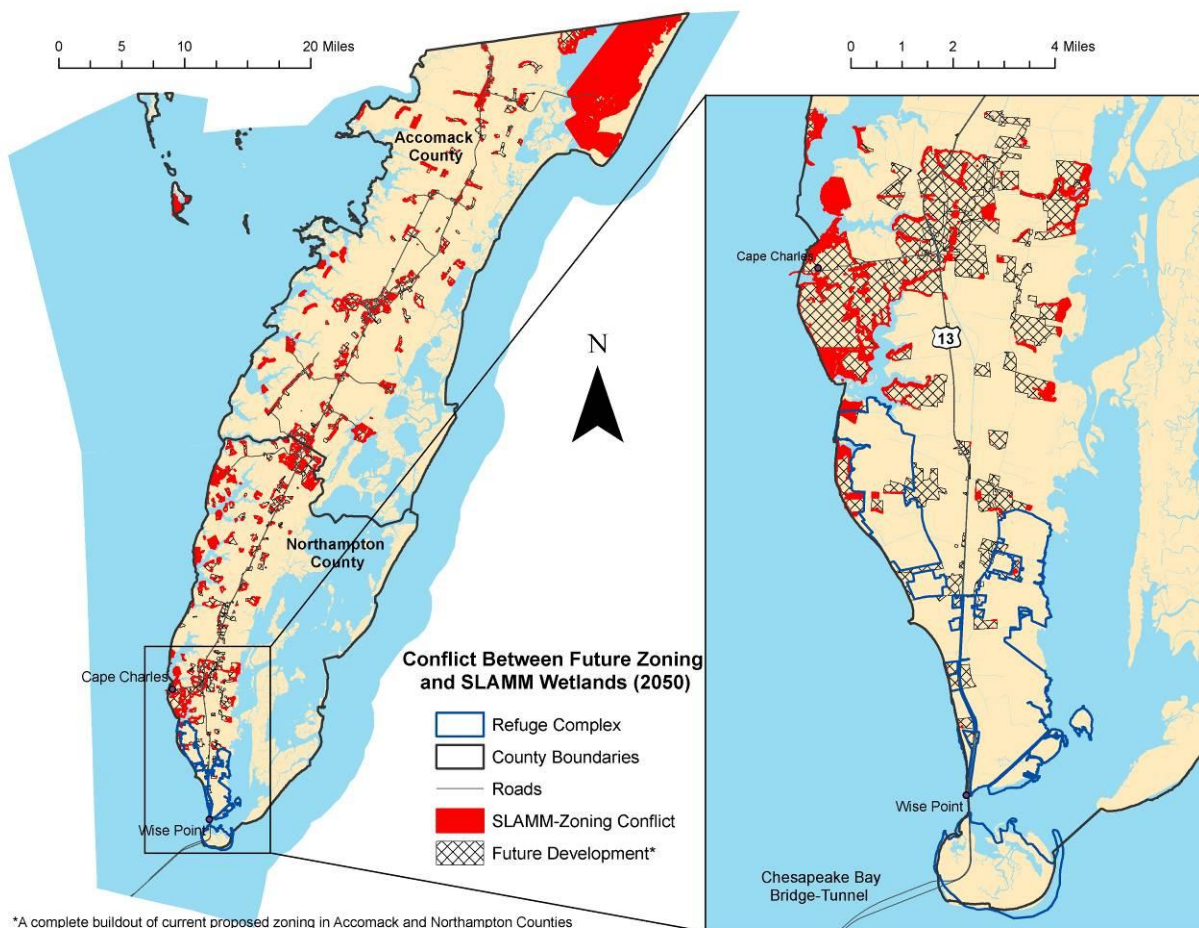 0 5 10 20 Miles
0 1 2 4 Miles
Accomack
County
N
Northampton
County
Cape Charles
Wise Point
Conflict Between Future Zoning
and SLAMM Wetlands (2050)
Refuge Complex
County Boundaries
Roads
SLAMM-Zoning Conflict
Future Development*
*A complete buildout of current proposed zoning in Accomack and Northampton Counties
Cape Charles
13
Wise Point
Chesapeake Bay
Bridge-Tunnel